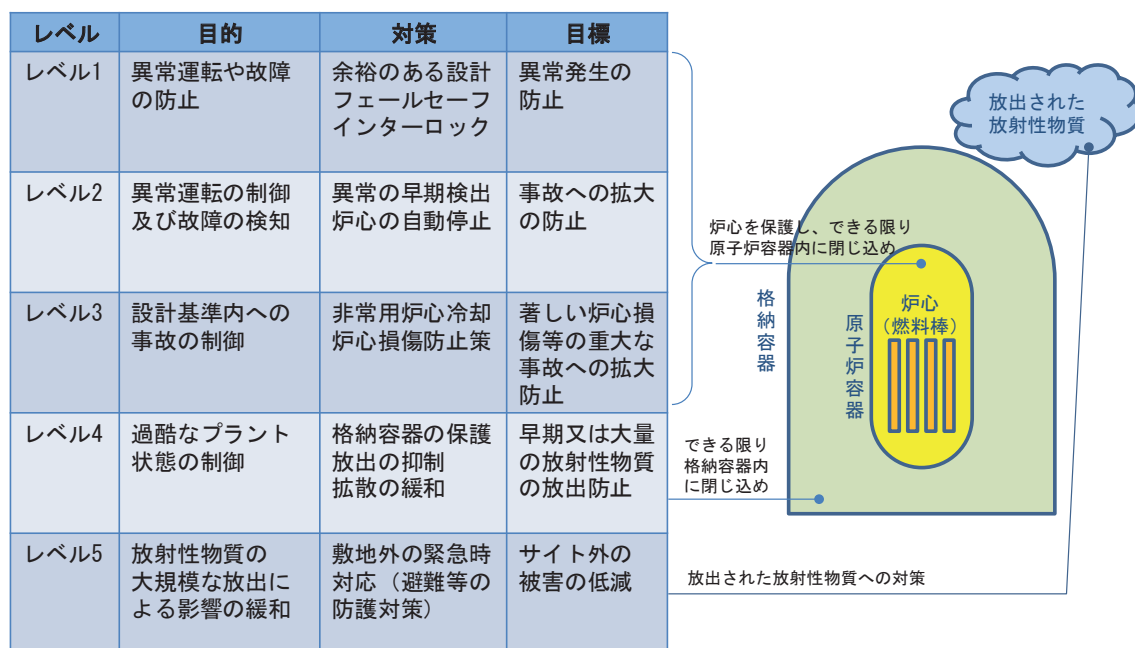 レベル 目的 対策 目標
レベル1 異常運転や故障 余裕のある設計 異常発生の
の防止 フェールセーフ 防止
インターロック
レベル2 異常運転の制御 異常の早期検出 事故への拡大
及び故障の検知 炉心の自動停止 の防止
レベル3 設計基準内への 非常用炉心冷却 著しい炉心損
事故の制御 炉心損傷防止策 傷等の重大な
事故への拡大
防止
レベル4 過酷なプラント 格納容器の保護 早期又は大量
状態の制御 放出の抑制 の放射性物質
拡散の緩和 の放出防止
レベル5 放射性物質の 敷地外の緊急時 サイト外の
大規模な放出に 対応（避難等の 被害の低減
よる影響の緩和 防護対策）
放出された
放射性物質
炉心を保護し、できる限り
原子炉容器内に閉じ込め
格納容器
原子炉容器
炉心
（燃料棒）
できる限り
格納容器内
に閉じ込め
放出された放射性物質への対策